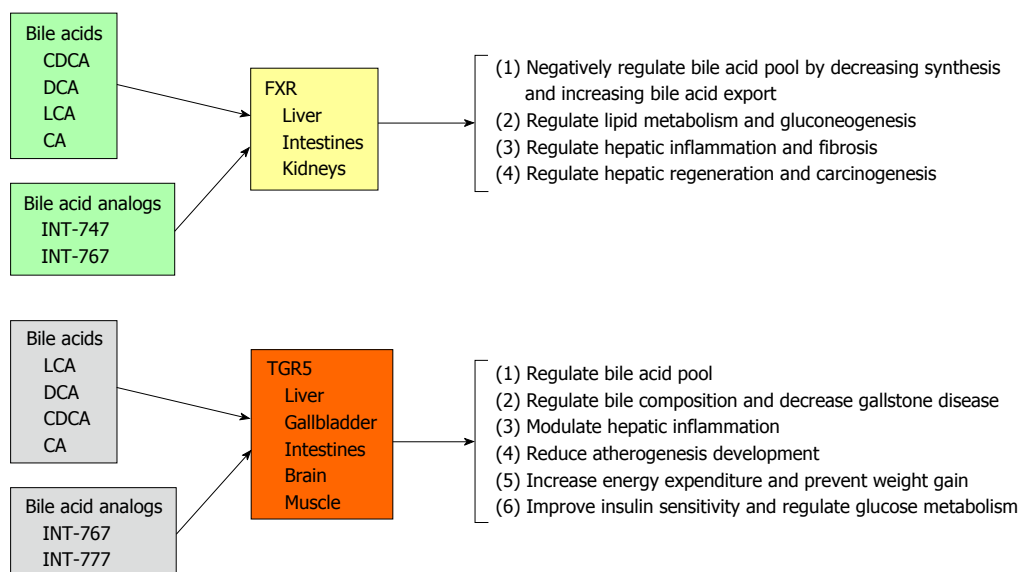 Bile acids
CDCA
DCA
LCA
CA
Bile acid analogs
INT-747
INT-767
FXR
Liver
Intestines
Kidneys
(1) Negatively regulate bile acid pool by decreasing synthesis
and increasing bile acid export
(2) Regulate lipid metabolism and gluconeogenesis
(3) Regulate hepatic inflammation and fibrosis
(4) Regulate hepatic regeneration and carcinogenesis
Bile acids
LCA
DCA
CDCA
CA
Bile acid analogs
INT-767
INT-777
TGR5
Liver
Gallbladder
Intestines
Brain
Muscle
(1) Regulate bile acid pool
(2) Regulate bile composition and decrease gallstone disease
(3) Modulate hepatic inflammation
(4) Reduce atherogenesis development
(5) Increase energy expenditure and prevent weight gain
(6) Improve insulin sensitivity and regulate glucose metabolism